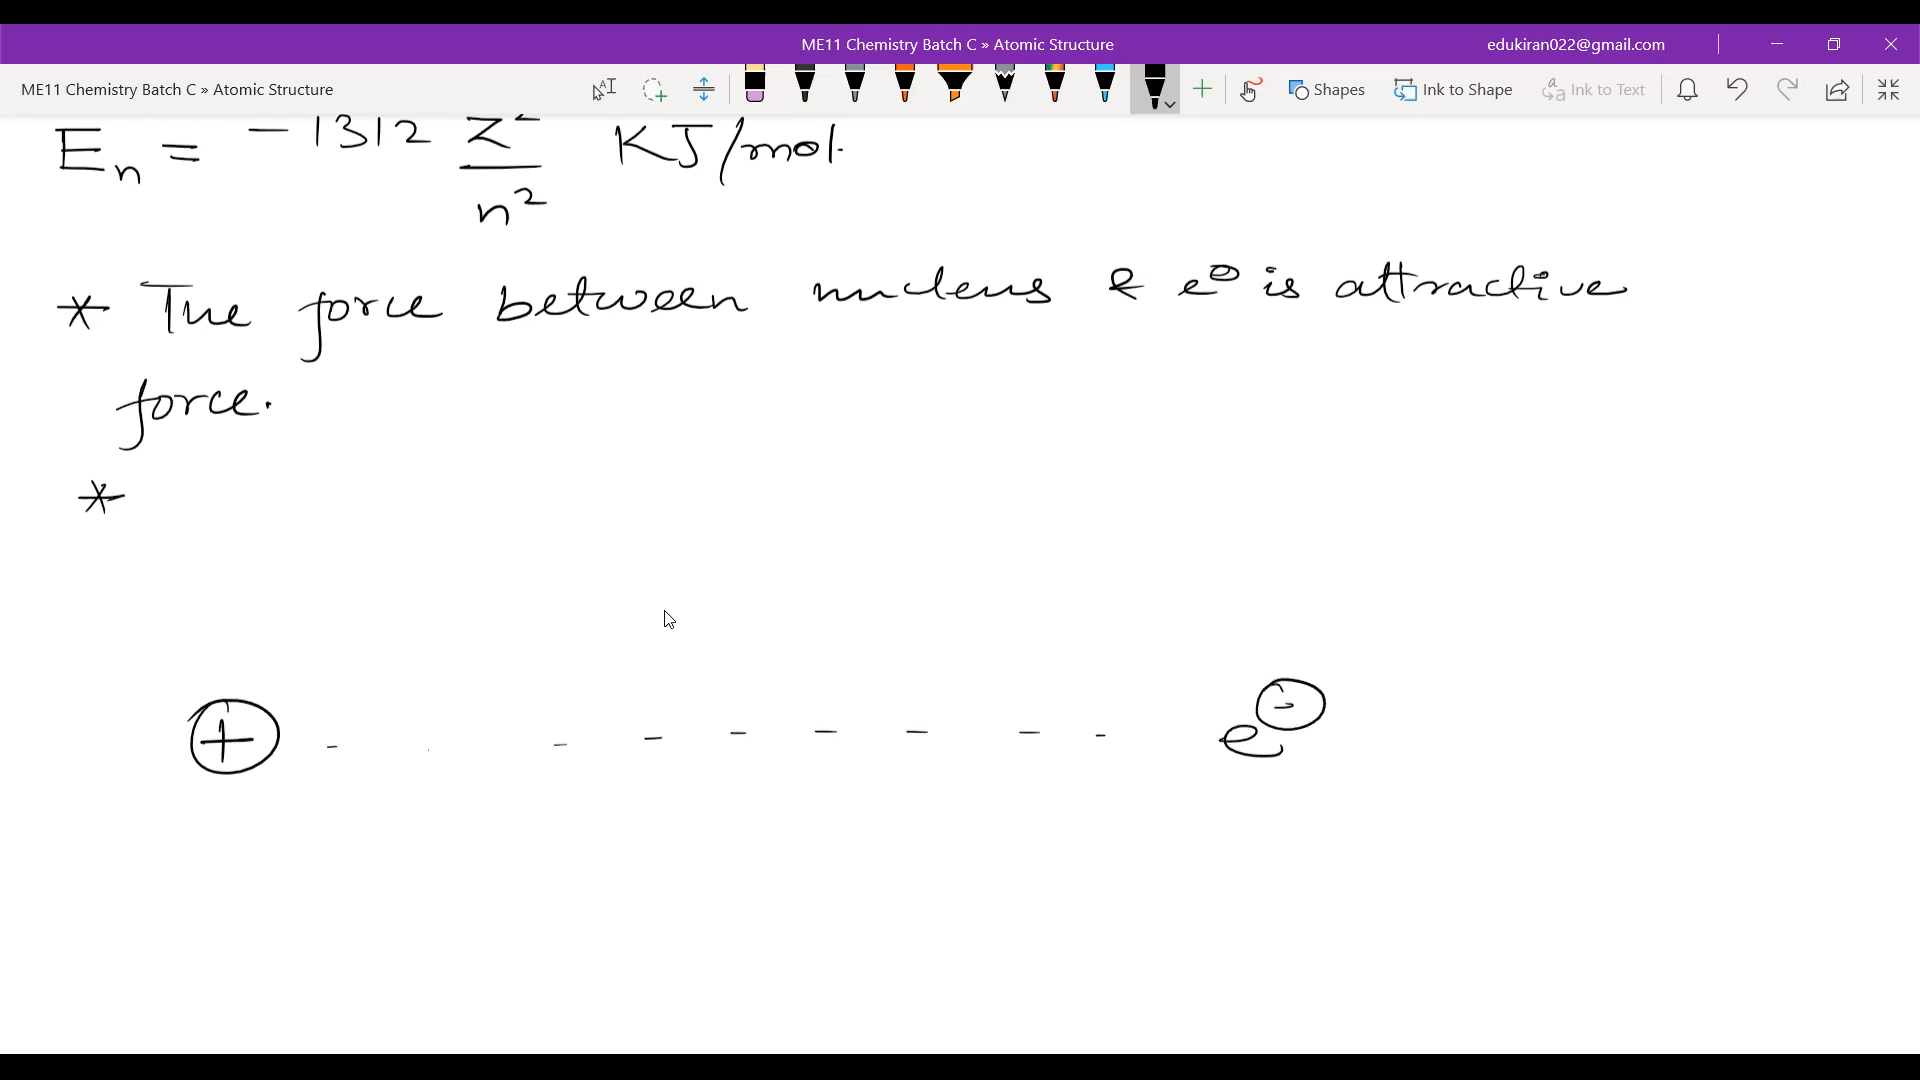 ME11 Chemistry Batch C » Atomic Structure
edukiran022@gmail.com
ME11 Chemistry Batch C » Atomic Structure
Shapes
Ink to Shape
Ink to Text
Eₙ = -1312 Z²/n² KJ/mol.
* The force between nucleus & e⊖ is attractive
force.
*
⊕ - - - - - - - - - e⊖